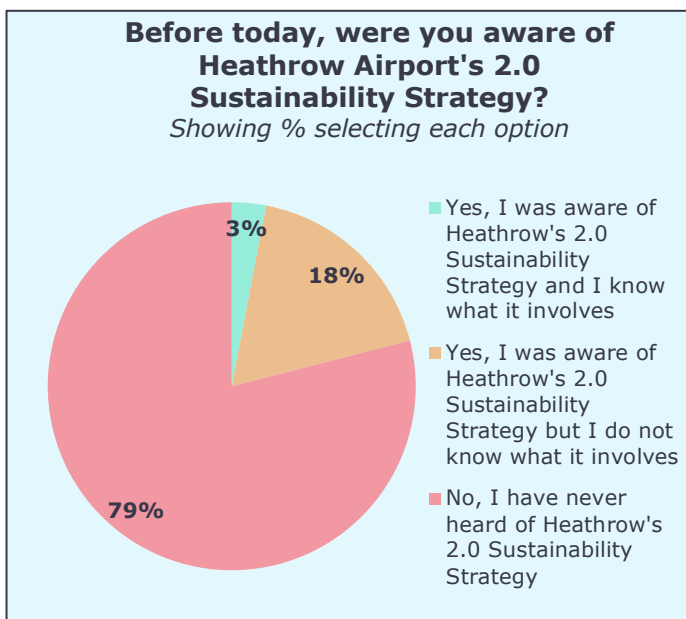 Before today, were you aware of
Heathrow Airport's 2.0
Sustainability Strategy?
Showing % selecting each option
3%
18%
79%
Yes, I was aware of
Heathrow's 2.0
Sustainability
Strategy and I know
what it involves
Yes, I was aware of
Heathrow's 2.0
Sustainability
Strategy but I do not
know what it involves
No, I have never
heard of Heathrow's
2.0 Sustainability
Strategy